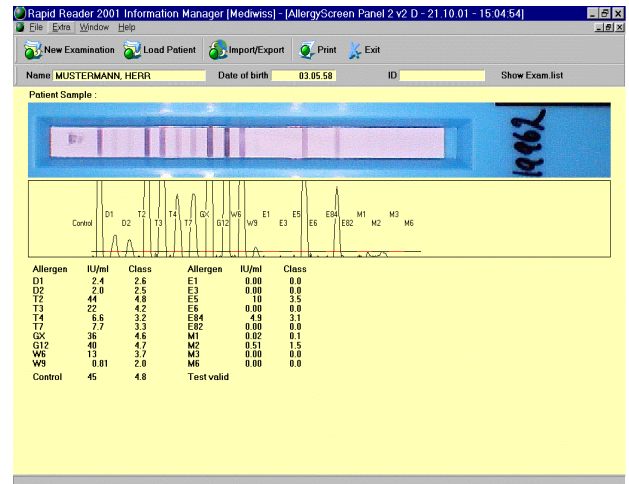 Rapid Reader 2001 Information Manager [Mediwiss] - [AllergyScreen Panel 2 v2 D - 21.10.01 - 15:04:54]
File Extra Window Help
New Examination Load Patient Import/Export Print Exit
Name MUSTERMANN, HERR Date of birth 03.05.58 ID Show Exam.list
Patient Sample :
19962
Control D1 D2 T2 T3 T4 T7 GX G12 W6 W9 E1 E3 E5 E6 E84 E82 M1 M2 M3 M6
Allergen IU/ml Class Allergen IU/ml Class
D1 2.4 2.6 E1 0.00 0.0
D2 2.0 2.5 E3 0.00 0.0
T2 44 4.8 E5 10 3.5
T3 22 4.2 E6 0.00 0.0
T4 6.6 3.2 E84 4.9 3.1
T7 7.7 3.3 E82 0.00 0.0
GX 36 4.6 M1 0.02 0.1
G12 40 4.7 M2 0.51 1.5
W6 13 3.7 M3 0.00 0.0
W9 0.81 2.0 M6 0.00 0.0
Control 45 4.8 Test valid